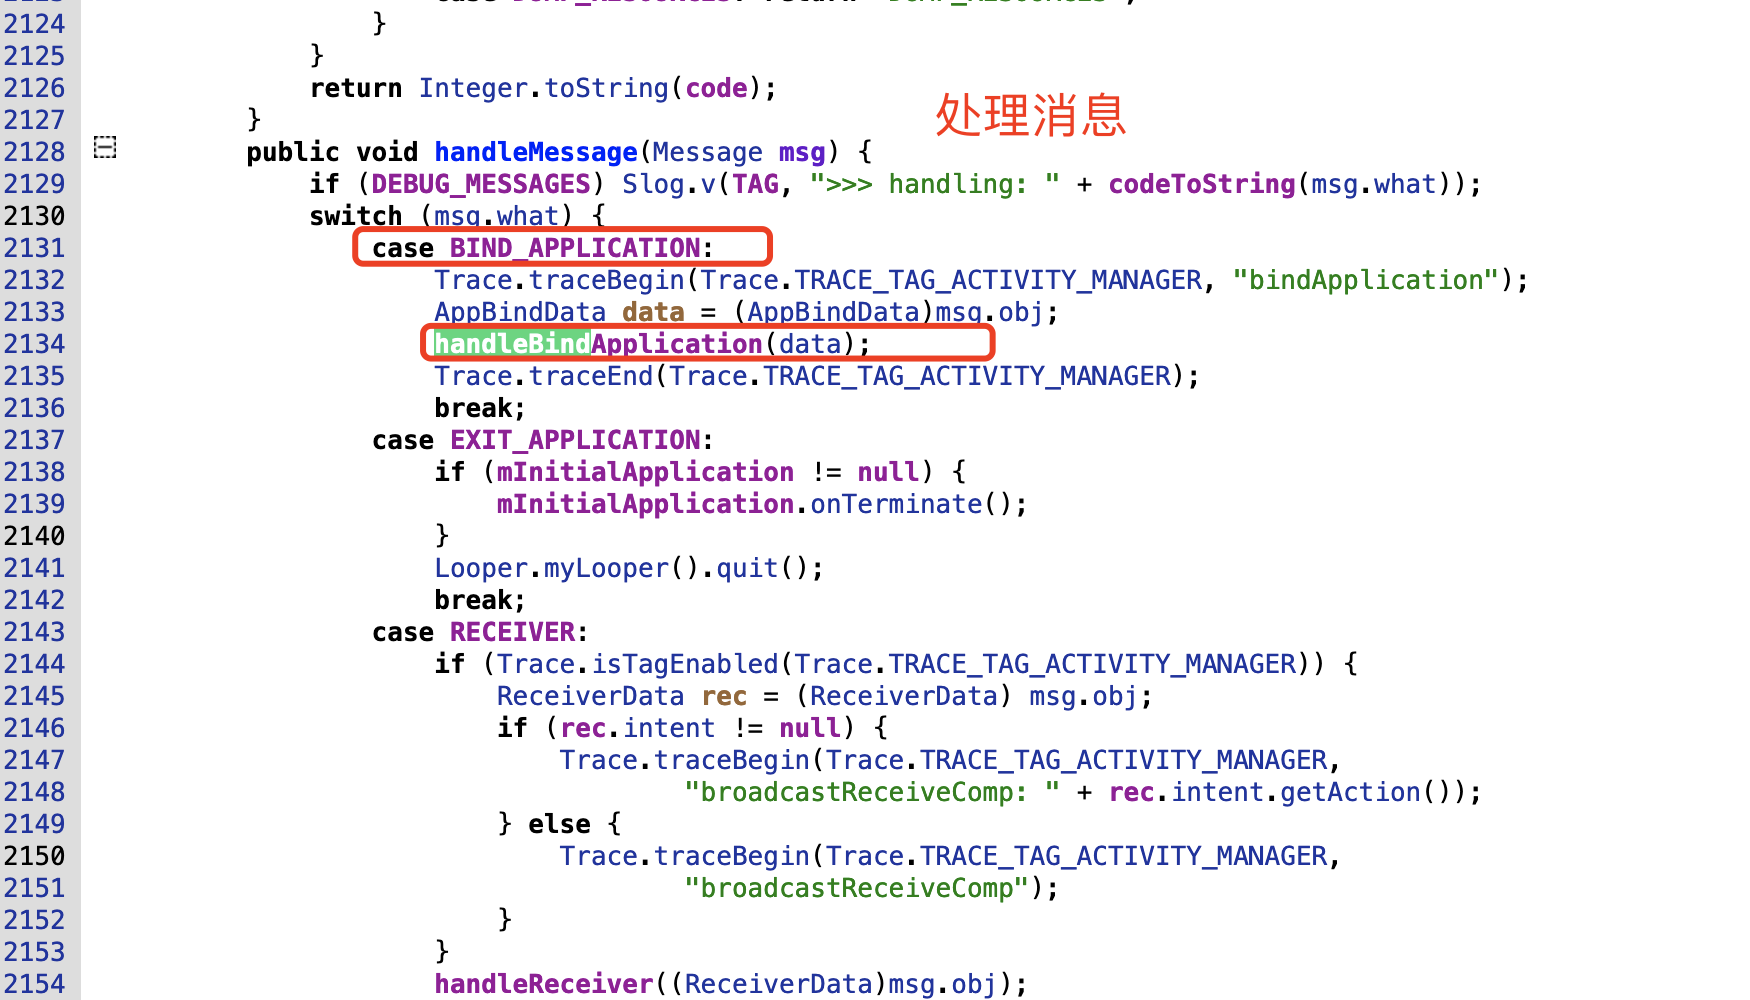 2124 }
2125 }
2126 return Integer.toString(code);
2127 }
处理消息
2128 public void handleMessage(Message msg) {
2129 if (DEBUG_MESSAGES) Slog.v(TAG, ">>> handling: " + codeToString(msg.what));
2130 switch (msg.what) {
2131 case BIND_APPLICATION:
2132 Trace.traceBegin(Trace.TRACE_TAG_ACTIVITY_MANAGER, "bindApplication");
2133 AppBindData data = (AppBindData)msg.obj;
2134 handleBindApplication(data);
2135 Trace.traceEnd(Trace.TRACE_TAG_ACTIVITY_MANAGER);
2136 break;
2137 case EXIT_APPLICATION:
2138 if (mInitialApplication != null) {
2139 mInitialApplication.onTerminate();
2140 }
2141 Looper.myLooper().quit();
2142 break;
2143 case RECEIVER:
2144 if (Trace.isTagEnabled(Trace.TRACE_TAG_ACTIVITY_MANAGER)) {
2145 ReceiverData rec = (ReceiverData) msg.obj;
2146 if (rec.intent != null) {
2147 Trace.traceBegin(Trace.TRACE_TAG_ACTIVITY_MANAGER,
2148 "broadcastReceiveComp: " + rec.intent.getAction());
2149 } else {
2150 Trace.traceBegin(Trace.TRACE_TAG_ACTIVITY_MANAGER,
2151 "broadcastReceiveComp");
2152 }
2153 }
2154 handleReceiver((ReceiverData)msg.obj);